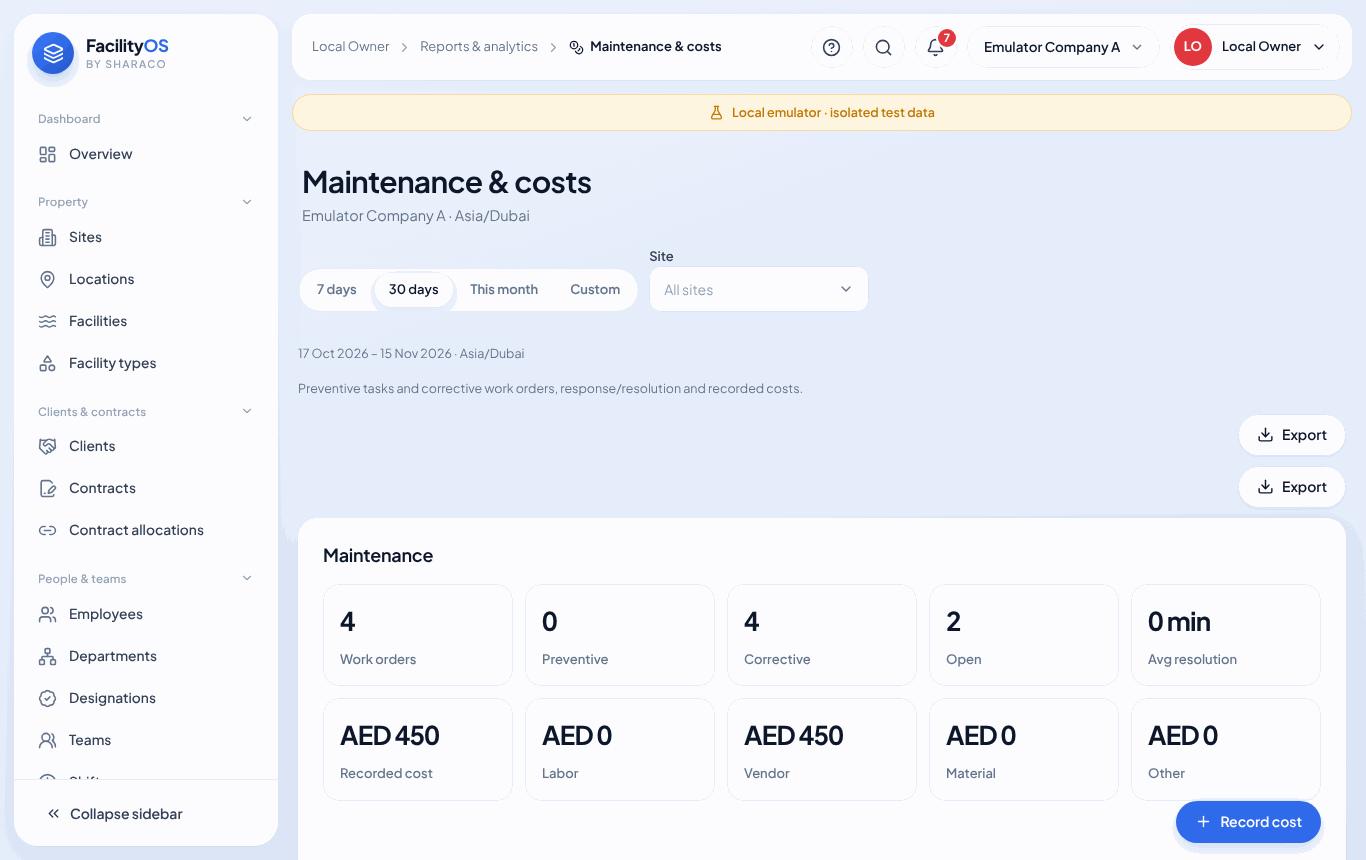 FacilityOS
BY SHARACO
Dashboard
Overview
Property
Sites
Locations
Facilities
Facility types
Clients & contracts
Clients
Contracts
Contract allocations
People & teams
Employees
Departments
Designations
Teams
Collapse sidebar
Local Owner
Reports & analytics
Maintenance & costs
7
Emulator Company A
LO
Local Owner
Local emulator · isolated test data
Maintenance & costs
Emulator Company A · Asia/Dubai
Site
7 days
30 days
This month
Custom
All sites
17 Oct 2026 – 15 Nov 2026 · Asia/Dubai
Preventive tasks and corrective work orders, response/resolution and recorded costs.
Export
Export
Maintenance
4
Work orders
0
Preventive
4
Corrective
2
Open
0 min
Avg resolution
AED 450
Recorded cost
AED 0
Labor
AED 450
Vendor
AED 0
Material
AED 0
Other
Record cost